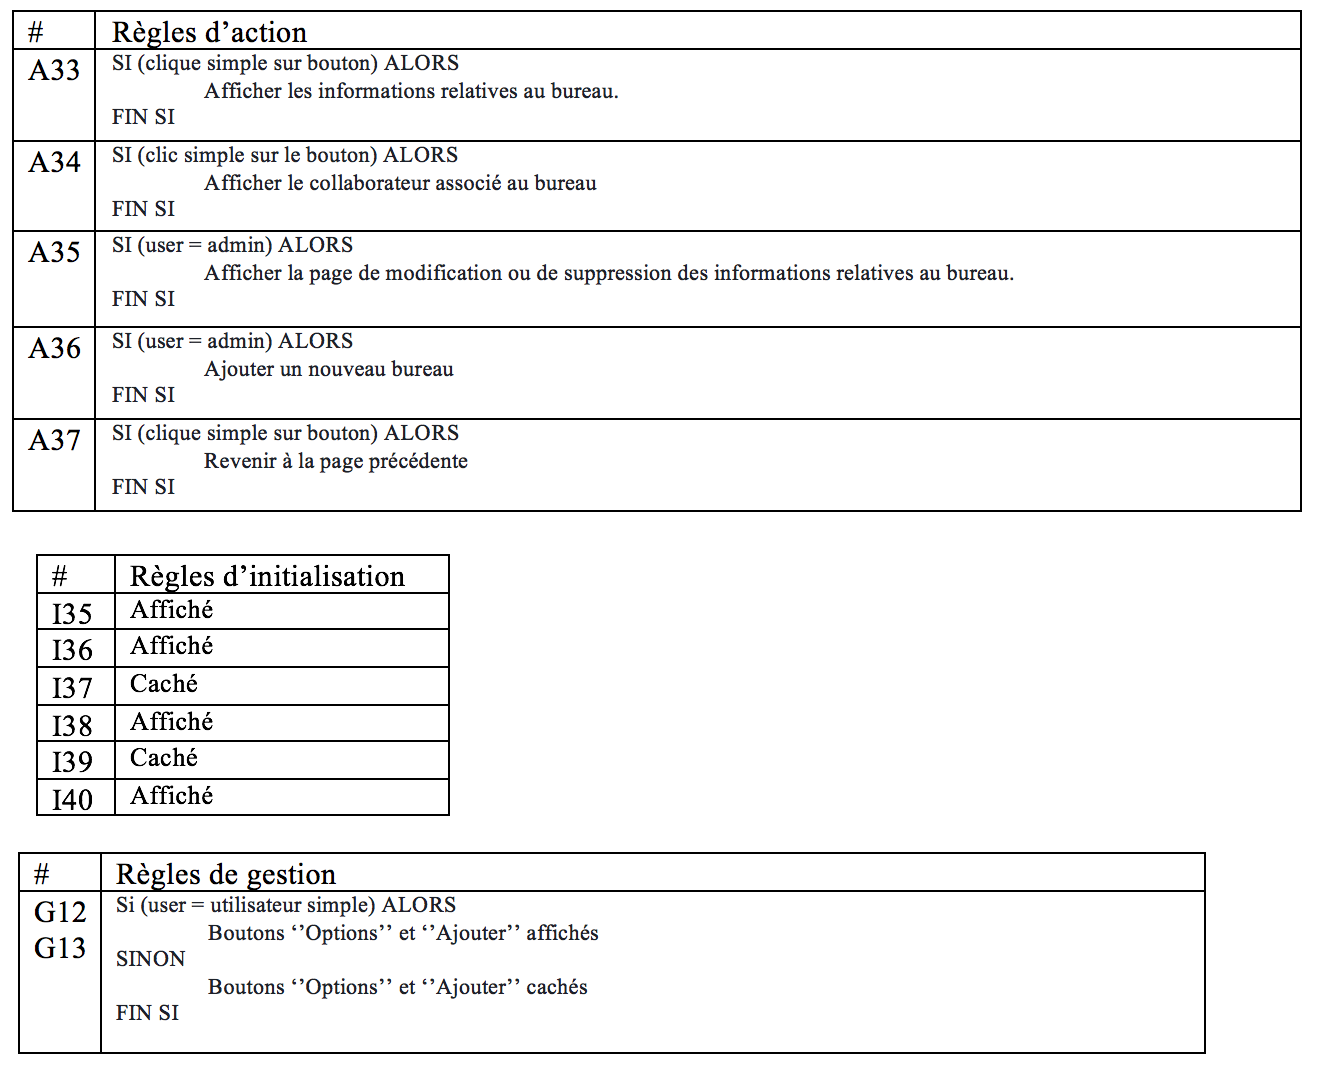 # Règles d’action
A33 SI (clique simple sur bouton) ALORS
Afficher les informations relatives au bureau.
FIN SI
A34 SI (clic simple sur le bouton) ALORS
Afficher le collaborateur associé au bureau
FIN SI
A35 SI (user = admin) ALORS
Afficher la page de modification ou de suppression des informations relatives au bureau.
FIN SI
A36 SI (user = admin) ALORS
Ajouter un nouveau bureau
FIN SI
A37 SI (clique simple sur bouton) ALORS
Revenir à la page précédente
FIN SI
# Règles d’initialisation
I35 Affiché
I36 Affiché
I37 Caché
I38 Affiché
I39 Caché
I40 Affiché
# Règles de gestion
G12 Si (user = utilisateur simple) ALORS
G13 Boutons ‘’Options’’ et ‘’Ajouter’’ affichés
SINON
Boutons ‘’Options’’ et ‘’Ajouter’’ cachés
FIN SI